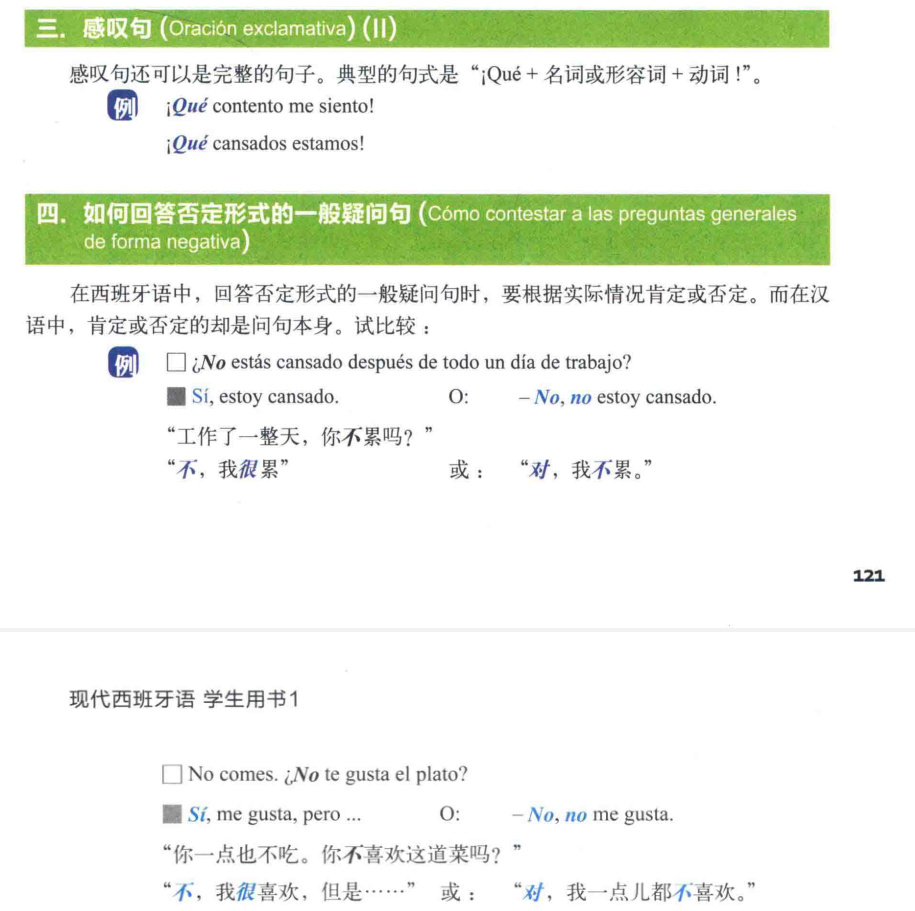 三. 感叹句 (Oración exclamativa) (II)
感叹句还可以是完整的句子。典型的句式是“¡Qué + 名词或形容词 + 动词 !”。
例 ¡Qué contento me siento!
¡Qué cansados estamos!
四. 如何回答否定形式的一般疑问句 (Cómo contestar a las preguntas generales
de forma negativa)
在西班牙语中，回答否定形式的一般疑问句时，要根据实际情况肯定或否定。而在汉
语中，肯定或否定的却是问句本身。试比较：
例 □ ¿No estás cansado después de todo un día de trabajo?
■ Sí, estoy cansado. O: – No, no estoy cansado.
“工作了一整天，你不累吗？”
“不，我很累” 或： “对，我不累。”
121
现代西班牙语 学生用书1
□ No comes. ¿No te gusta el plato?
■ Sí, me gusta, pero ... O: – No, no me gusta.
“你一点也不吃。你不喜欢这道菜吗？”
“不，我很喜欢，但是……” 或： “对，我一点儿都不喜欢。”